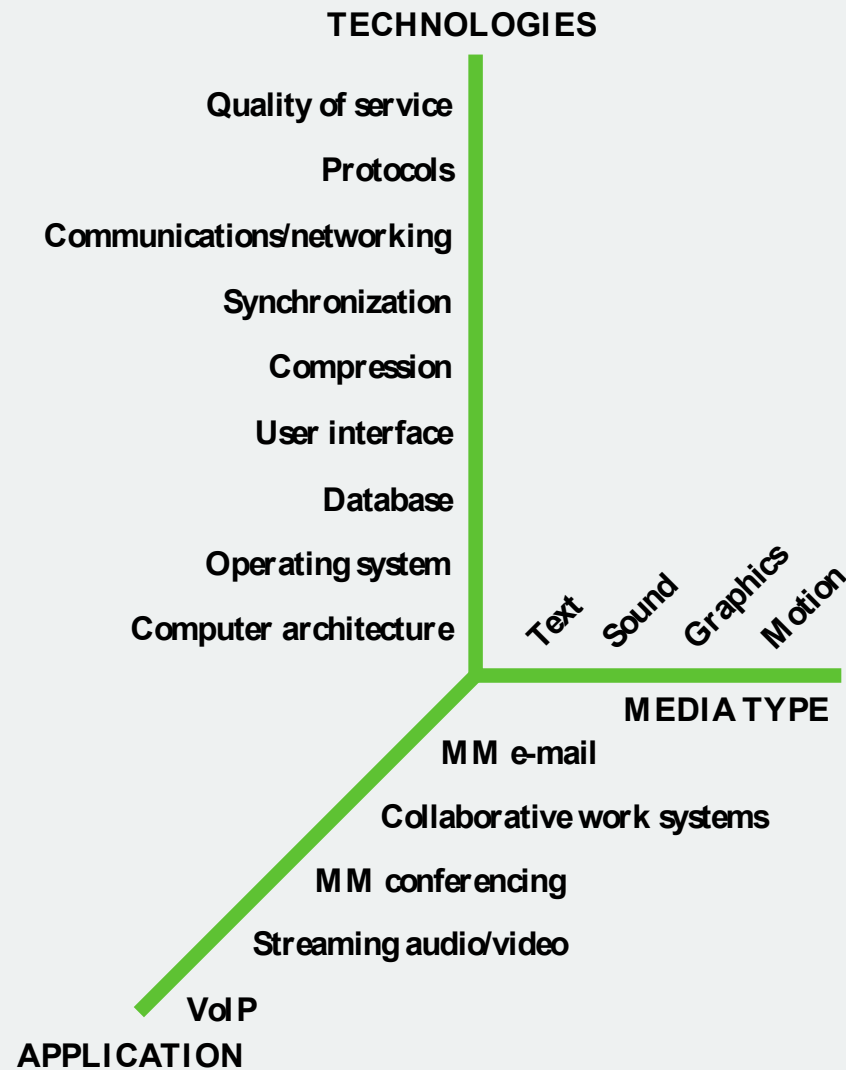 TECHNOLOGIES
Quality of service
Protocols
Communications/networking
Synchronization
Compression
User interface
Database
Operating system
Computer architecture
Text
Sound
Graphics
Motion
MEDIA TYPE
MM e-mail
Collaborative work systems
MM conferencing
Streaming audio/video
VoIP
APPLICATION